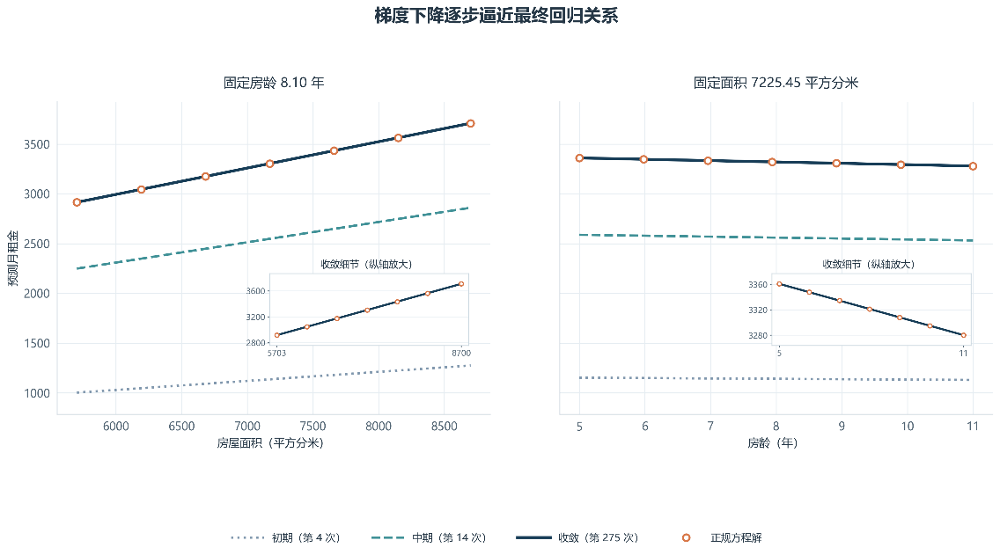 梯度下降逐步逼近最终回归关系
固定房龄 8.10 年
预测月租金
3500
3000
2500
2000
1500
1000
收敛细节（纵轴放大）
3600
3200
2800
5703 8700
6000 6500 7000 7500 8000 8500
房屋面积（平方分米）
固定面积 7225.45 平方分米
收敛细节（纵轴放大）
3360
3320
3280
5 11
5 6 7 8 9 10 11
房龄（年）
初期（第 4 次） 中期（第 14 次） 收敛（第 275 次） 正规方程解